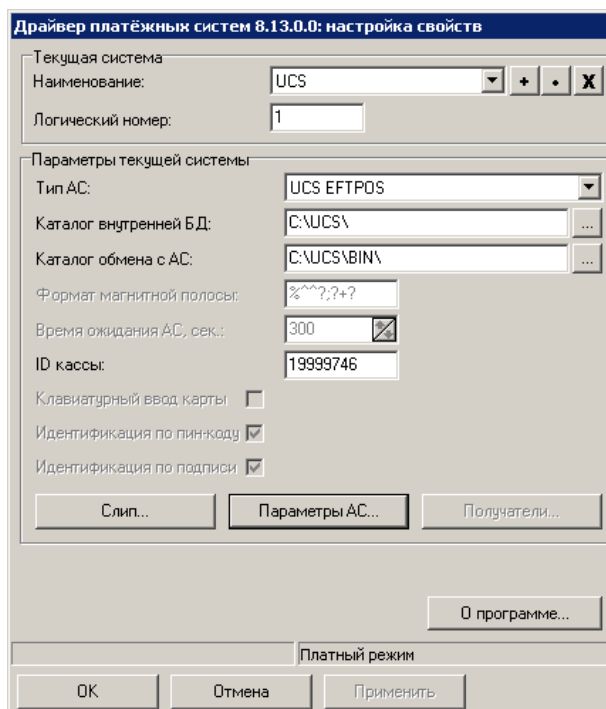 Драйвер платёжных систем 8.13.0.0: настройка свойств
Текущая система
Наименование: UCS + • X
Логический номер: 1
Параметры текущей системы
Тип АС: UCS EFTPOS
Каталог внутренней БД: C:\UCS\ ...
Каталог обмена с АС: C:\UCS\BIN\ ...
Формат магнитной полосы: %^^?;?+?
Время ожидания АС, сек.: 300
ID кассы: 19999746
Клавиатурный ввод карты
Идентификация по пин-коду
Идентификация по подписи
Слип... Параметры АС... Получатели...
О программе...
Платный режим
OK Отмена Применить